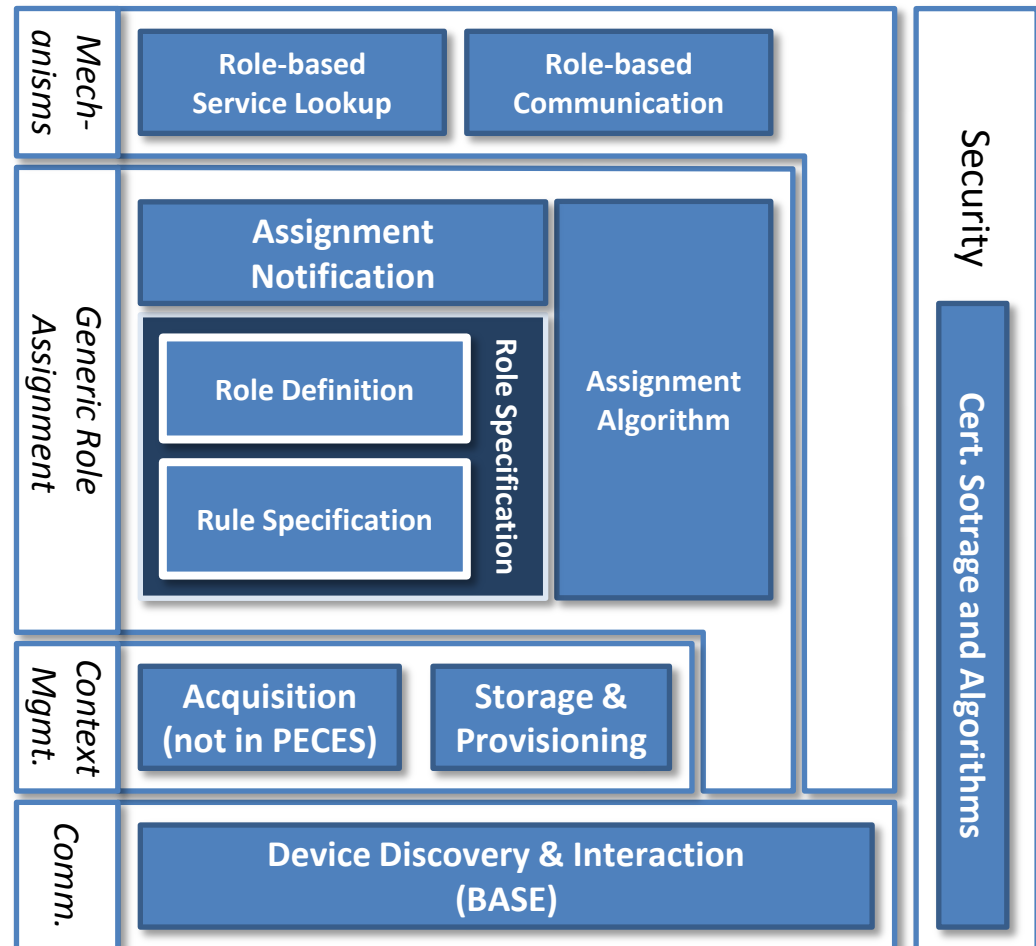 Mech-
anisms
Role-based
Service Lookup
Role-based
Communication
Generic Role
Assignment
Assignment
Notification
Role Definition
Rule Specification
Role Specification
Assignment
Algorithm
Context
Mgmt.
Acquisition
(not in PECES)
Storage &
Provisioning
Comm.
Device Discovery & Interaction
(BASE)
Security
Cert. Sotrage and Algorithms